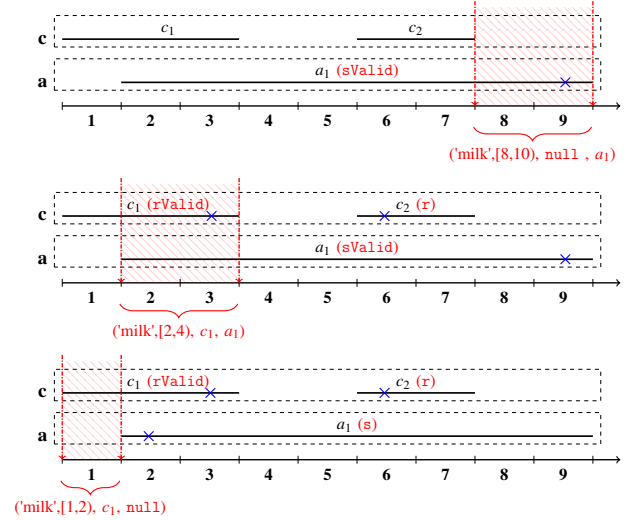 c c₁ c₂
a a₁ (sValid)
1 2 3 4 5 6 7 8 9
('milk',[8,10), null , a₁)
c c₁ (rValid) c₂ (r)
a a₁ (sValid)
1 2 3 4 5 6 7 8 9
('milk',[2,4), c₁, a₁)
c c₁ (rValid) c₂ (r)
a a₁ (s)
1 2 3 4 5 6 7 8 9
('milk',[1,2), c₁, null)